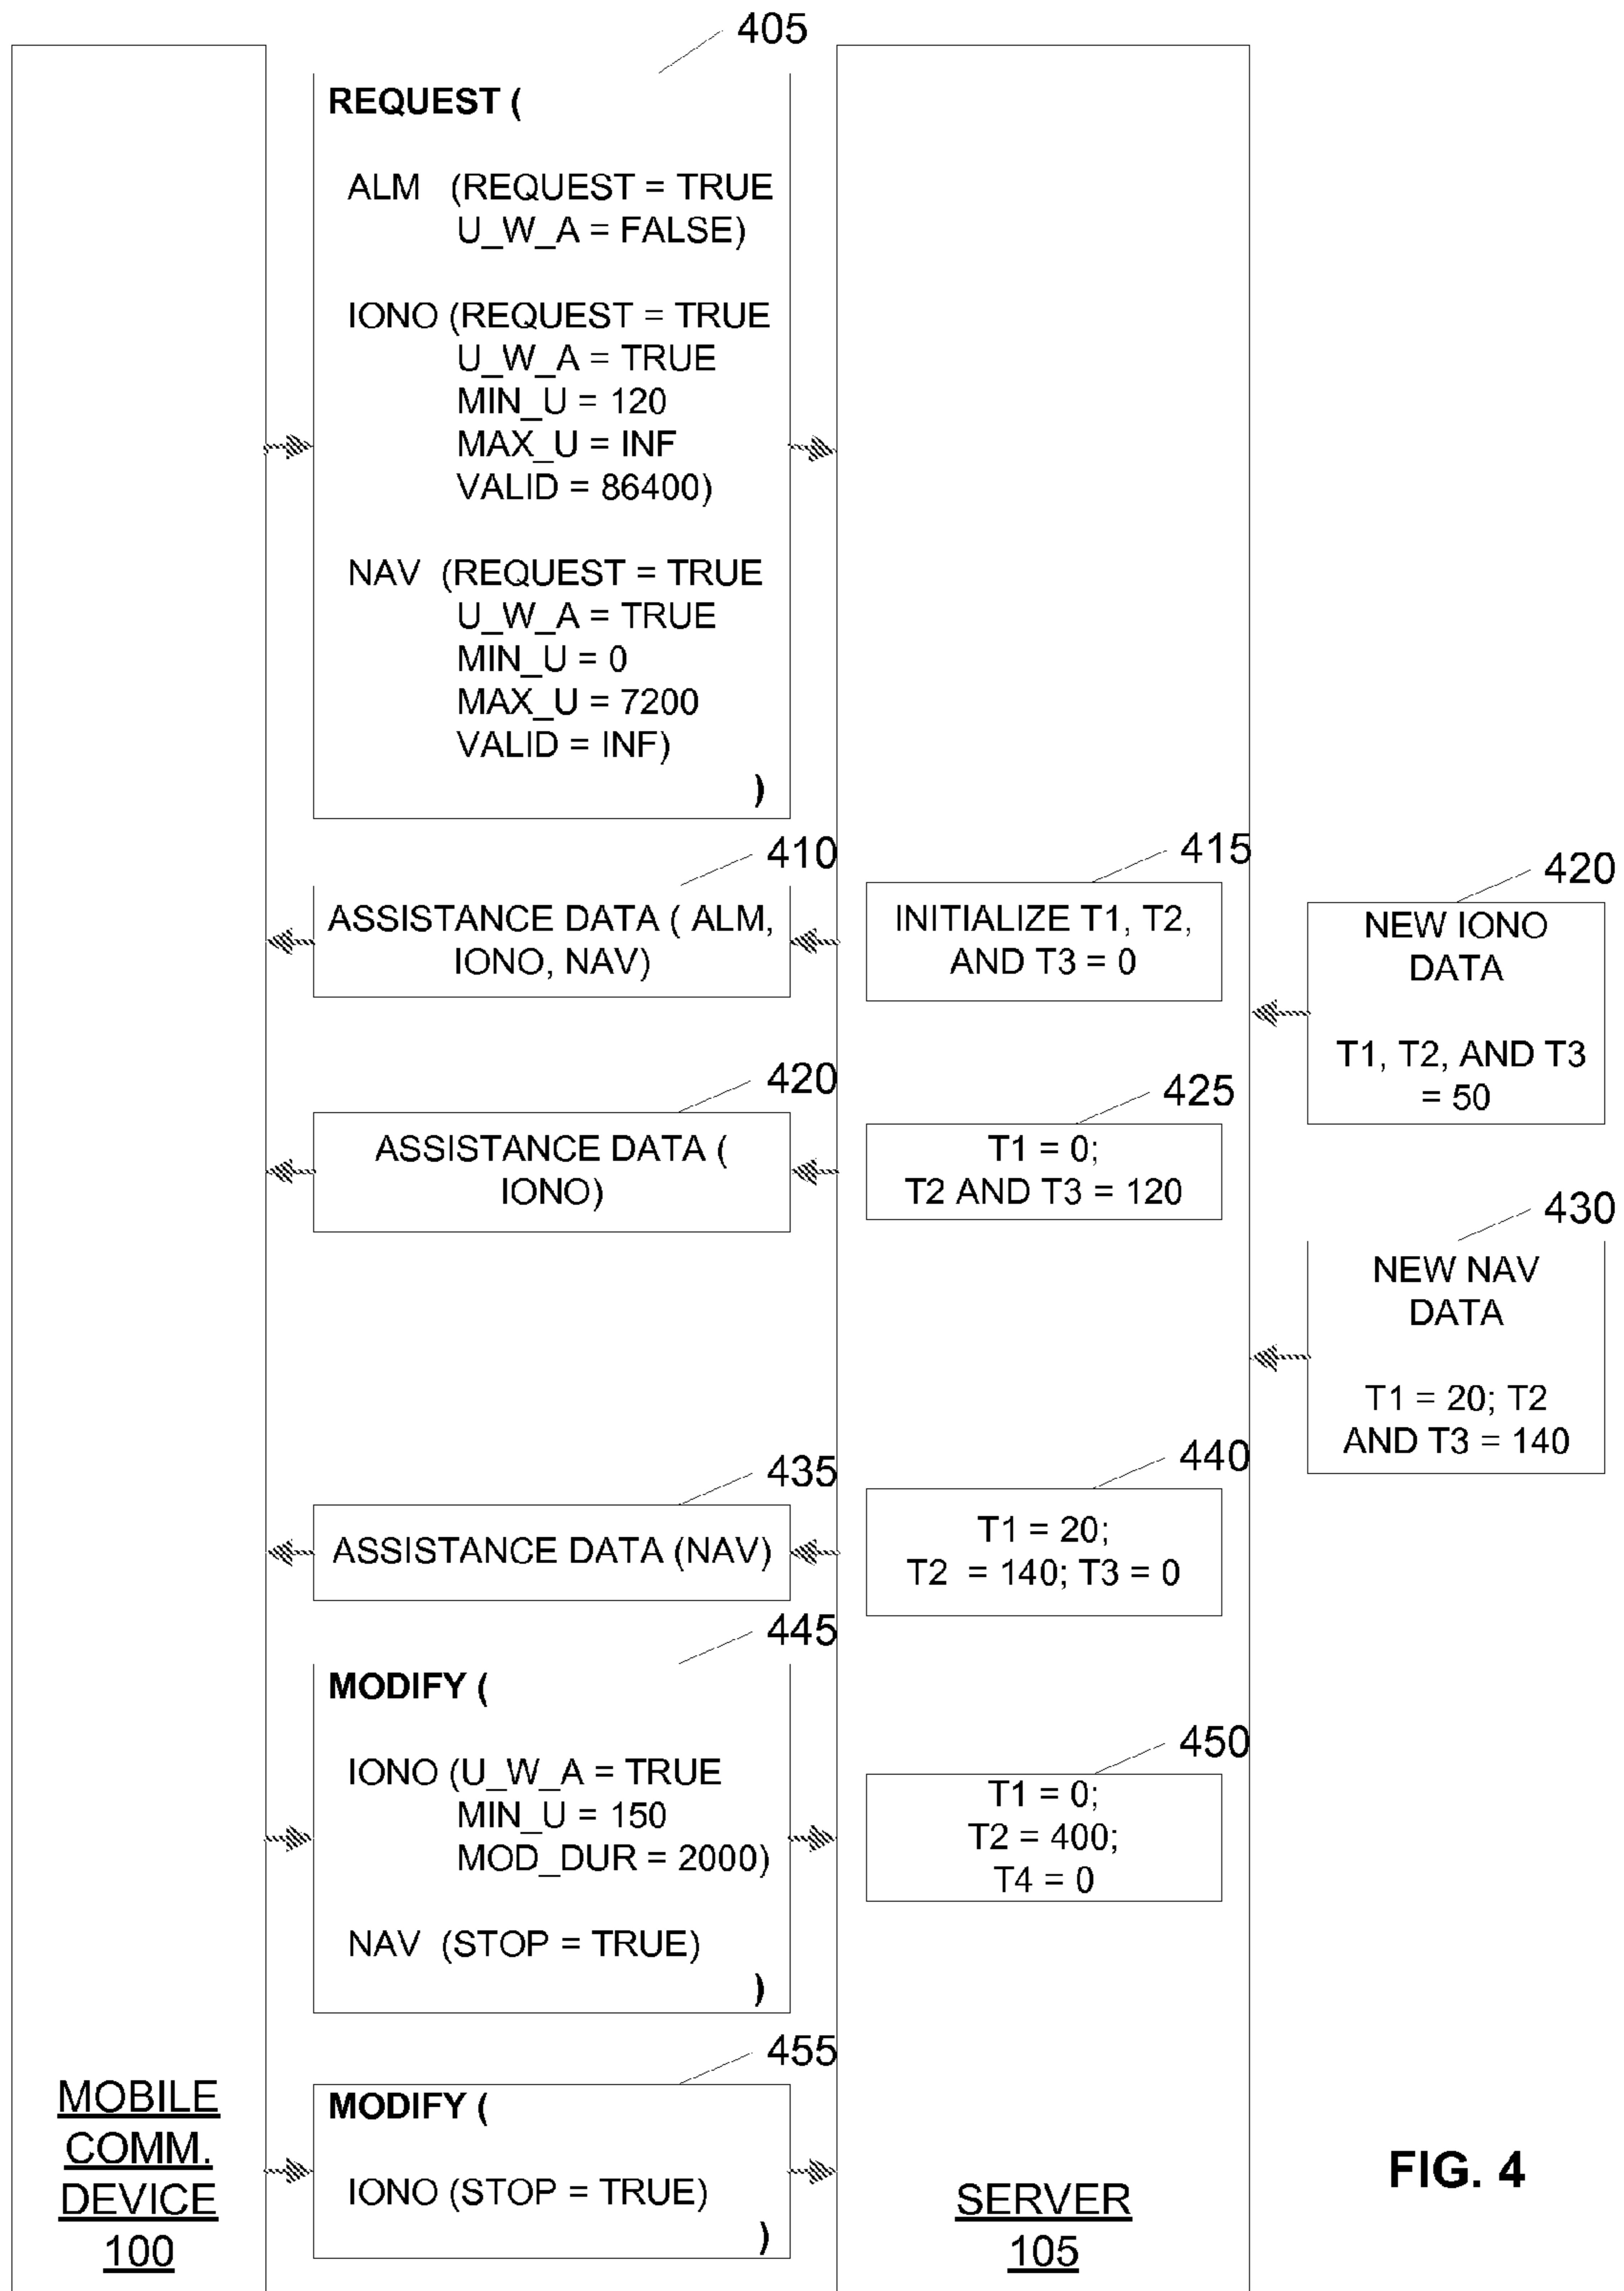 405
REQUEST (
ALM (REQUEST = TRUE
U_W_A = FALSE)
IONO (REQUEST = TRUE
U_W_A = TRUE
MIN_U = 120
MAX_U = INF
VALID = 86400)
NAV (REQUEST = TRUE
U_W_A = TRUE
MIN_U = 0
MAX_U = 7200
VALID = INF)
)
410
ASSISTANCE DATA ( ALM,
IONO, NAV)
415
INITIALIZE T1, T2,
AND T3 = 0
420
NEW IONO
DATA
T1, T2, AND T3
= 50
420
ASSISTANCE DATA (
IONO)
425
T1 = 0;
T2 AND T3 = 120
430
NEW NAV
DATA
T1 = 20; T2
AND T3 = 140
435
ASSISTANCE DATA (NAV)
440
T1 = 20;
T2 = 140; T3 = 0
445
MODIFY (
IONO (U_W_A = TRUE
MIN_U = 150
MOD_DUR = 2000)
NAV (STOP = TRUE)
)
450
T1 = 0;
T2 = 400;
T4 = 0
455
MODIFY (
IONO (STOP = TRUE)
)
MOBILE
COMM.
DEVICE
100
SERVER
105
FIG. 4